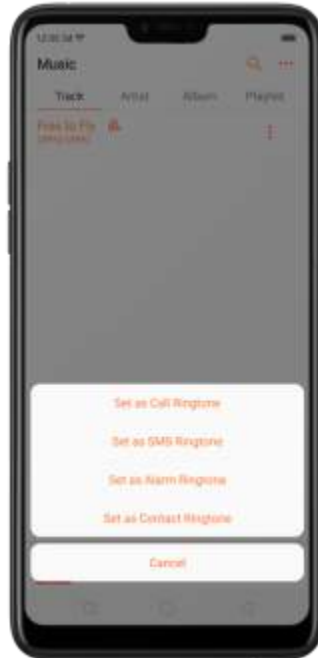 Music
Track Artist Album Playlist
Free to Fly
Set as Call Ringtone
Set as SMS Ringtone
Set as Alarm Ringtone
Set as Contact Ringtone
Cancel